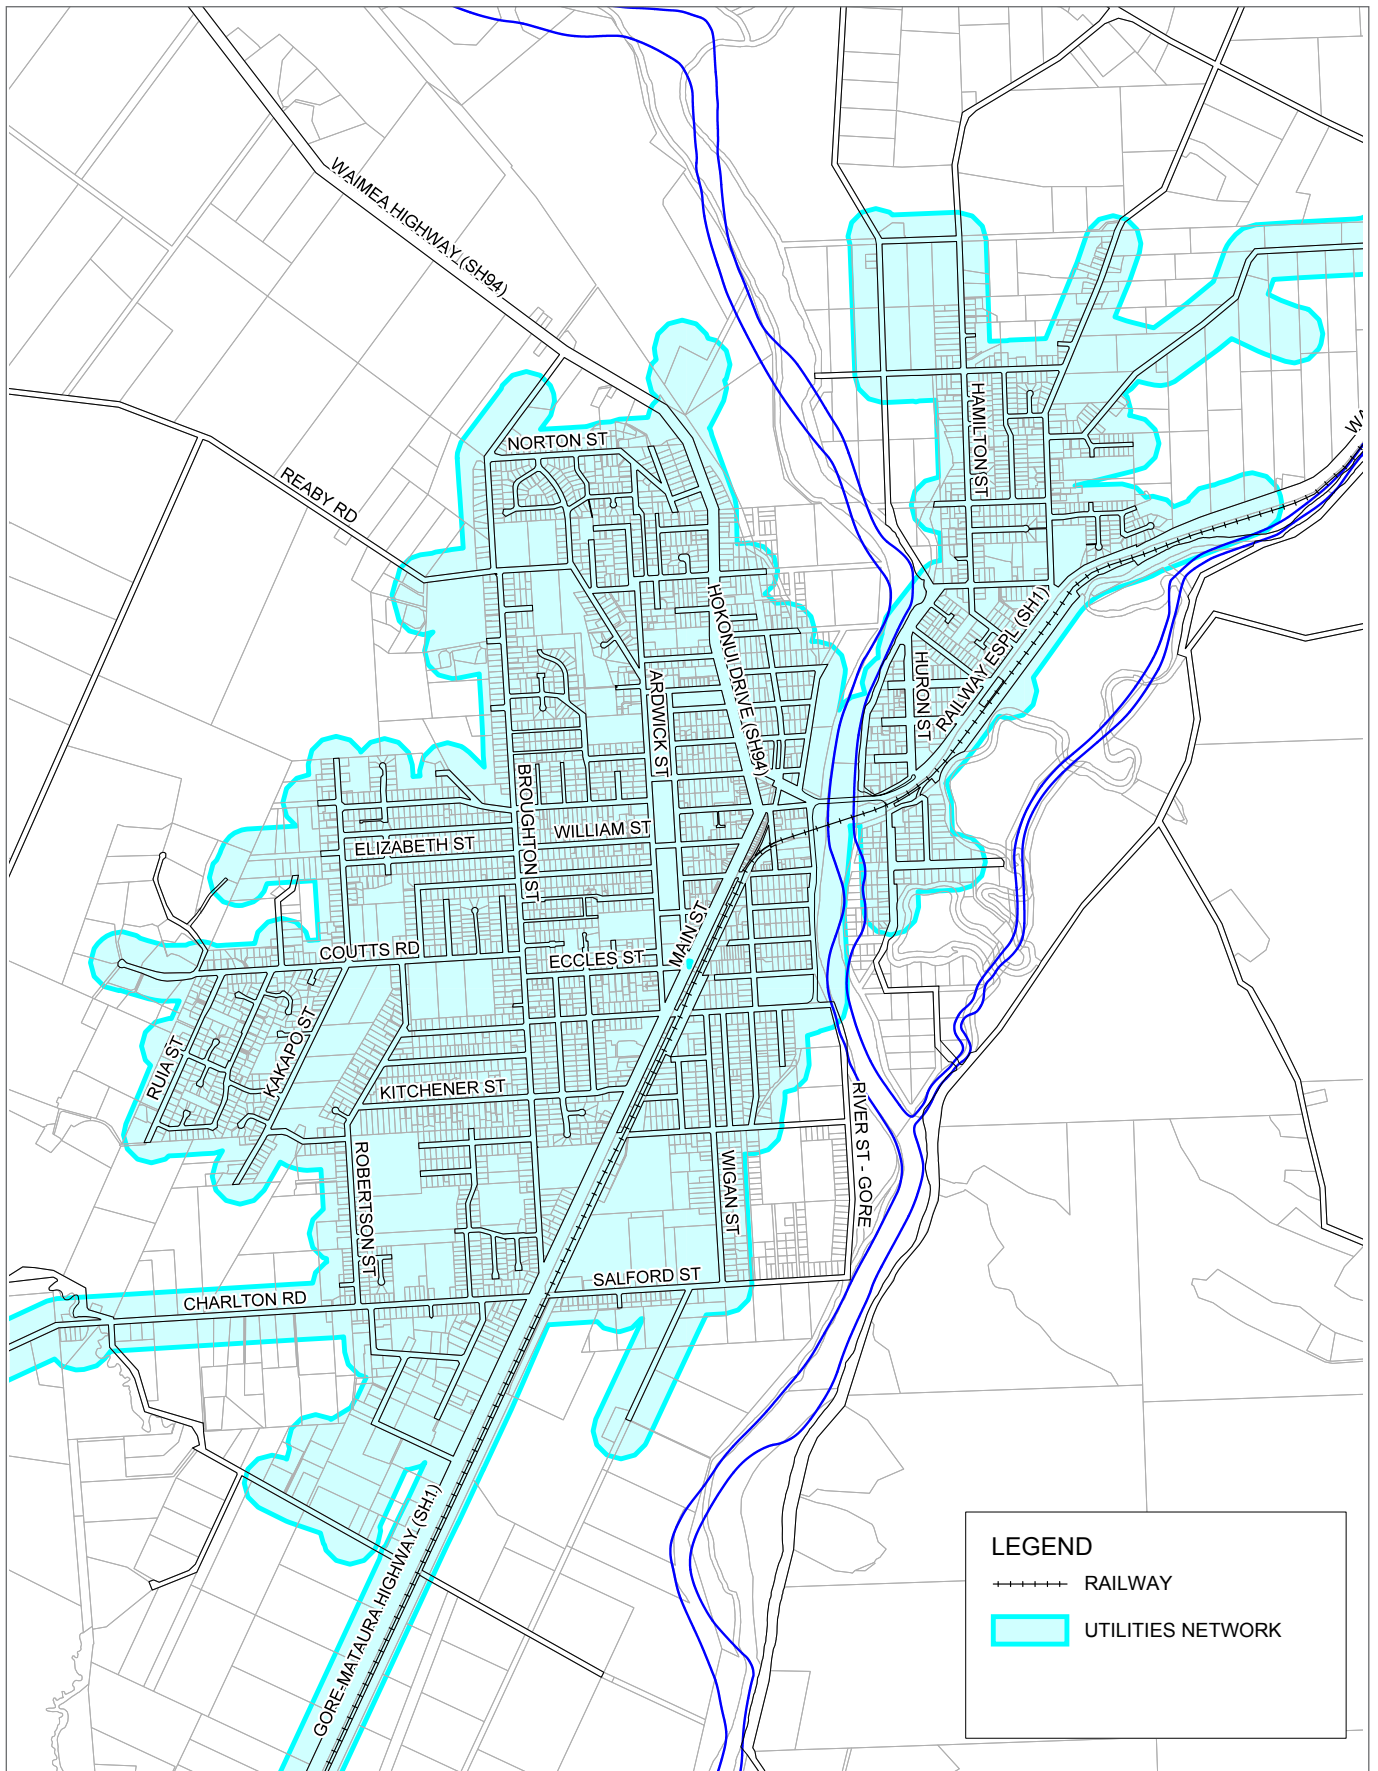 WAIMEA HIGHWAY (SH94)
NORTON ST
HAMILTON ST
WA
REABY RD
HOKONUI DRIVE (SH94)
HURON ST
RAILWAY ESPL (SH1)
ARDWICK ST
BROUGHTON ST
WILLIAM ST
ELIZABETH ST
MAIN ST
COUTTS RD
ECCLES ST
RUIA ST
KAKAPO ST
KITCHENER ST
RIVER ST - GORE
ROBERTSON ST
WIGAN ST
SALFORD ST
CHARLTON RD
GORE-MATAURA HIGHWAY (SH1)
LEGEND
RAILWAY
UTILITIES NETWORK